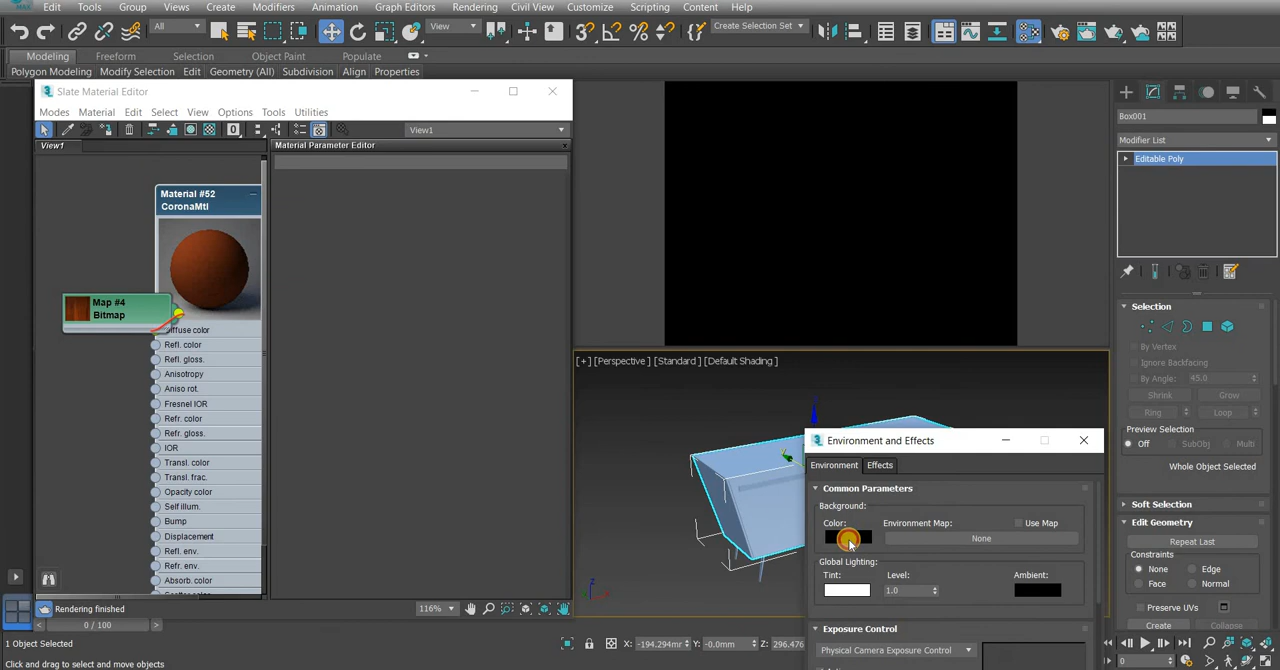 Edit Tools Group Views Create Modifiers Animation Graph Editors Rendering Civil View Customize Scripting Content Help
All
View
Create Selection Set
Modeling Freeform Selection Object Paint Populate
Polygon Modeling Modify Selection Edit Geometry (All) Subdivision Align Properties
Slate Material Editor
Modes Material Edit Select View Options Tools Utilities
0
View1
View1
Material Parameter Editor
Material #52
CoronaMtl
Map #4
Bitmap
Diffuse color
Refl. color
Refl. gloss.
Anisotropy
Aniso rot.
Fresnel IOR
Refr. color
Refr. gloss.
IOR
Transl. color
Transl. frac.
Opacity color
Self illum.
Bump
Displacement
Refl. env.
Refr. env.
Absorb. color
Rendering finished
116%
[+] [Perspective ] [Standard ] [Default Shading ]
Environment and Effects
Environment Effects
Common Parameters
Background:
Color: Environment Map: Use Map
None
Global Lighting:
Tint: Level: Ambient:
1.0
Exposure Control
Physical Camera Exposure Control
Box001
Modifier List
Editable Poly
Selection
By Vertex
Ignore Backfacing
By Angle: 45.0
Shrink Grow
Ring Loop
Preview Selection
Off SubObj Multi
Whole Object Selected
Soft Selection
Edit Geometry
Repeat Last
Constraints
None Edge
Face Normal
Preserve UVs
Create Collapse
0 / 100
1 Object Selected
X: -194.294mr Y: -0.0mm Z: 296.476
Click and drag to select and move objects
0